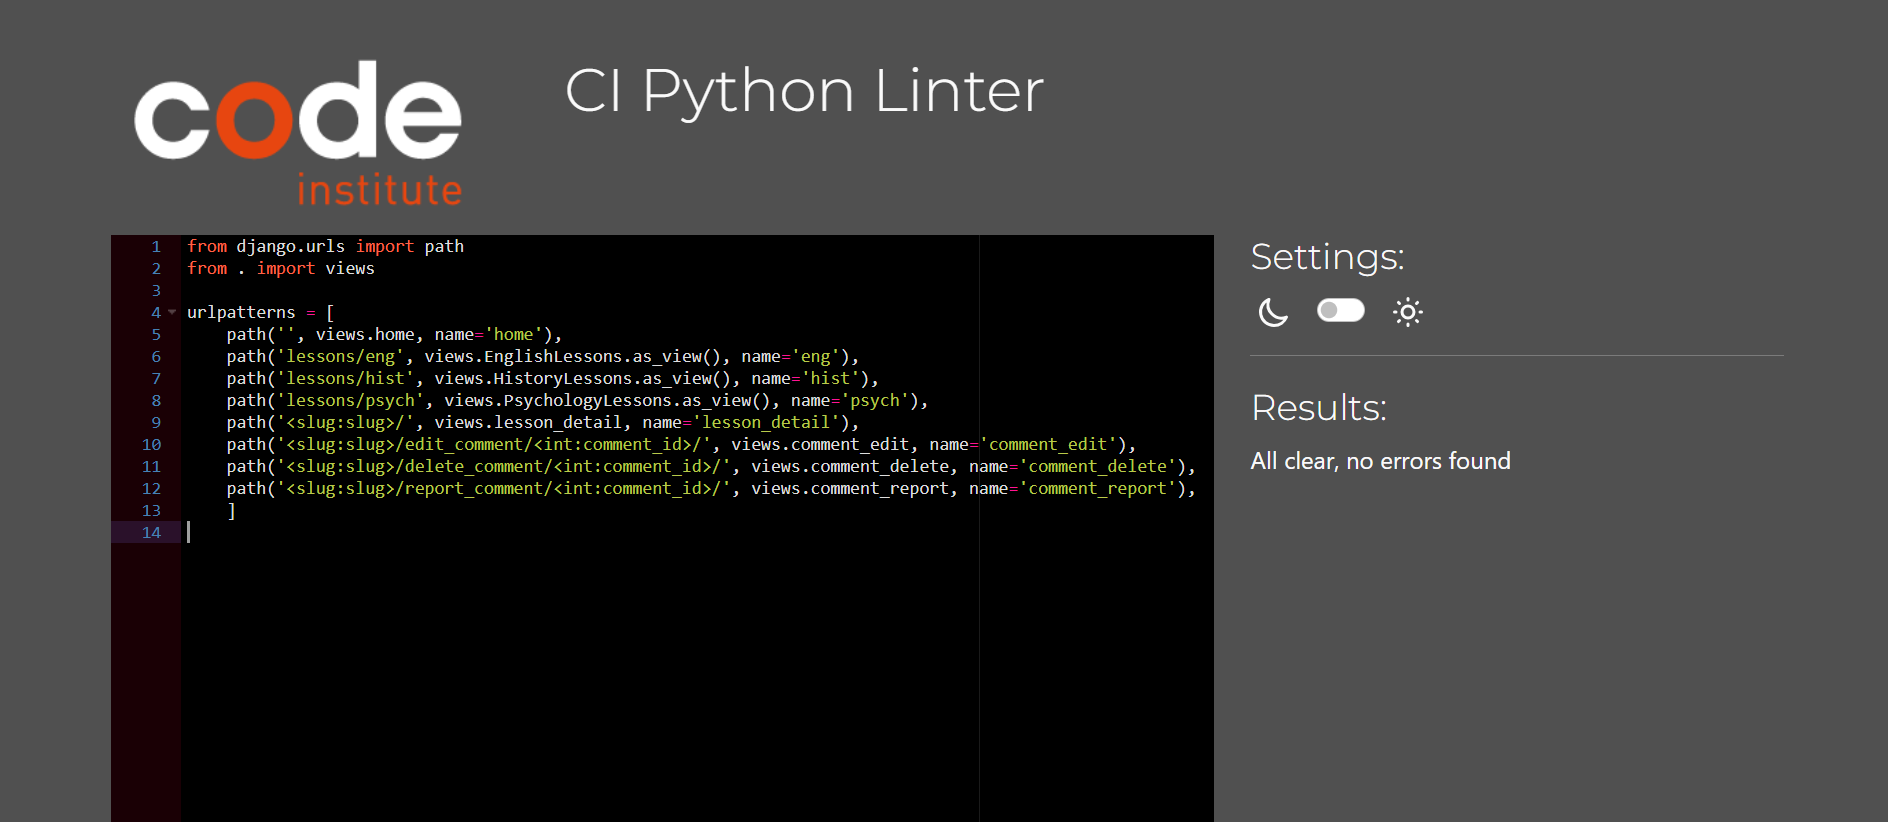 code
institute
CI Python Linter
1 from django.urls import path
2 from . import views
3
4 urlpatterns = [
5     path('', views.home, name='home'),
6     path('lessons/eng', views.EnglishLessons.as_view(), name='eng'),
7     path('lessons/hist', views.HistoryLessons.as_view(), name='hist'),
8     path('lessons/psych', views.PsychologyLessons.as_view(), name='psych'),
9     path('<slug:slug>/', views.lesson_detail, name='lesson_detail'),
10     path('<slug:slug>/edit_comment/<int:comment_id>/', views.comment_edit, name='comment_edit'),
11     path('<slug:slug>/delete_comment/<int:comment_id>/', views.comment_delete, name='comment_delete'),
12     path('<slug:slug>/report_comment/<int:comment_id>/', views.comment_report, name='comment_report'),
13     ]
14
Settings:
Results:
All clear, no errors found